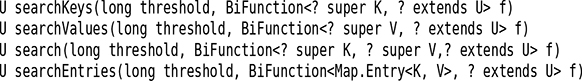 U searchKeys(long threshold, BiFunction<? super K, ? extends U> f)
U searchValues(long threshold, BiFunction<? super V, ? extends U> f)
U search(long threshold, BiFunction<? super K, ? super V,? extends U> f)
U searchEntries(long threshold, BiFunction<Map.Entry<K, V>, ? extends U> f)